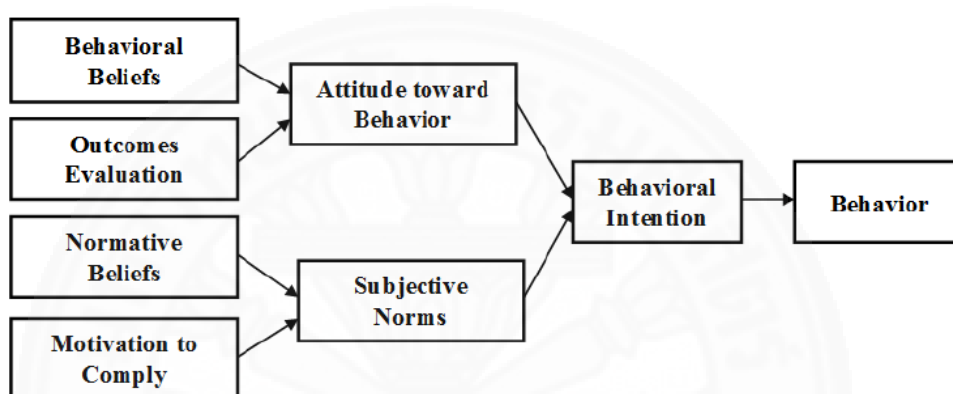 Behavioral
Beliefs
Outcomes
Evaluation
Normative
Beliefs
Motivation to
Comply
Attitude toward
Behavior
Subjective
Norms
Behavioral
Intention
Behavior